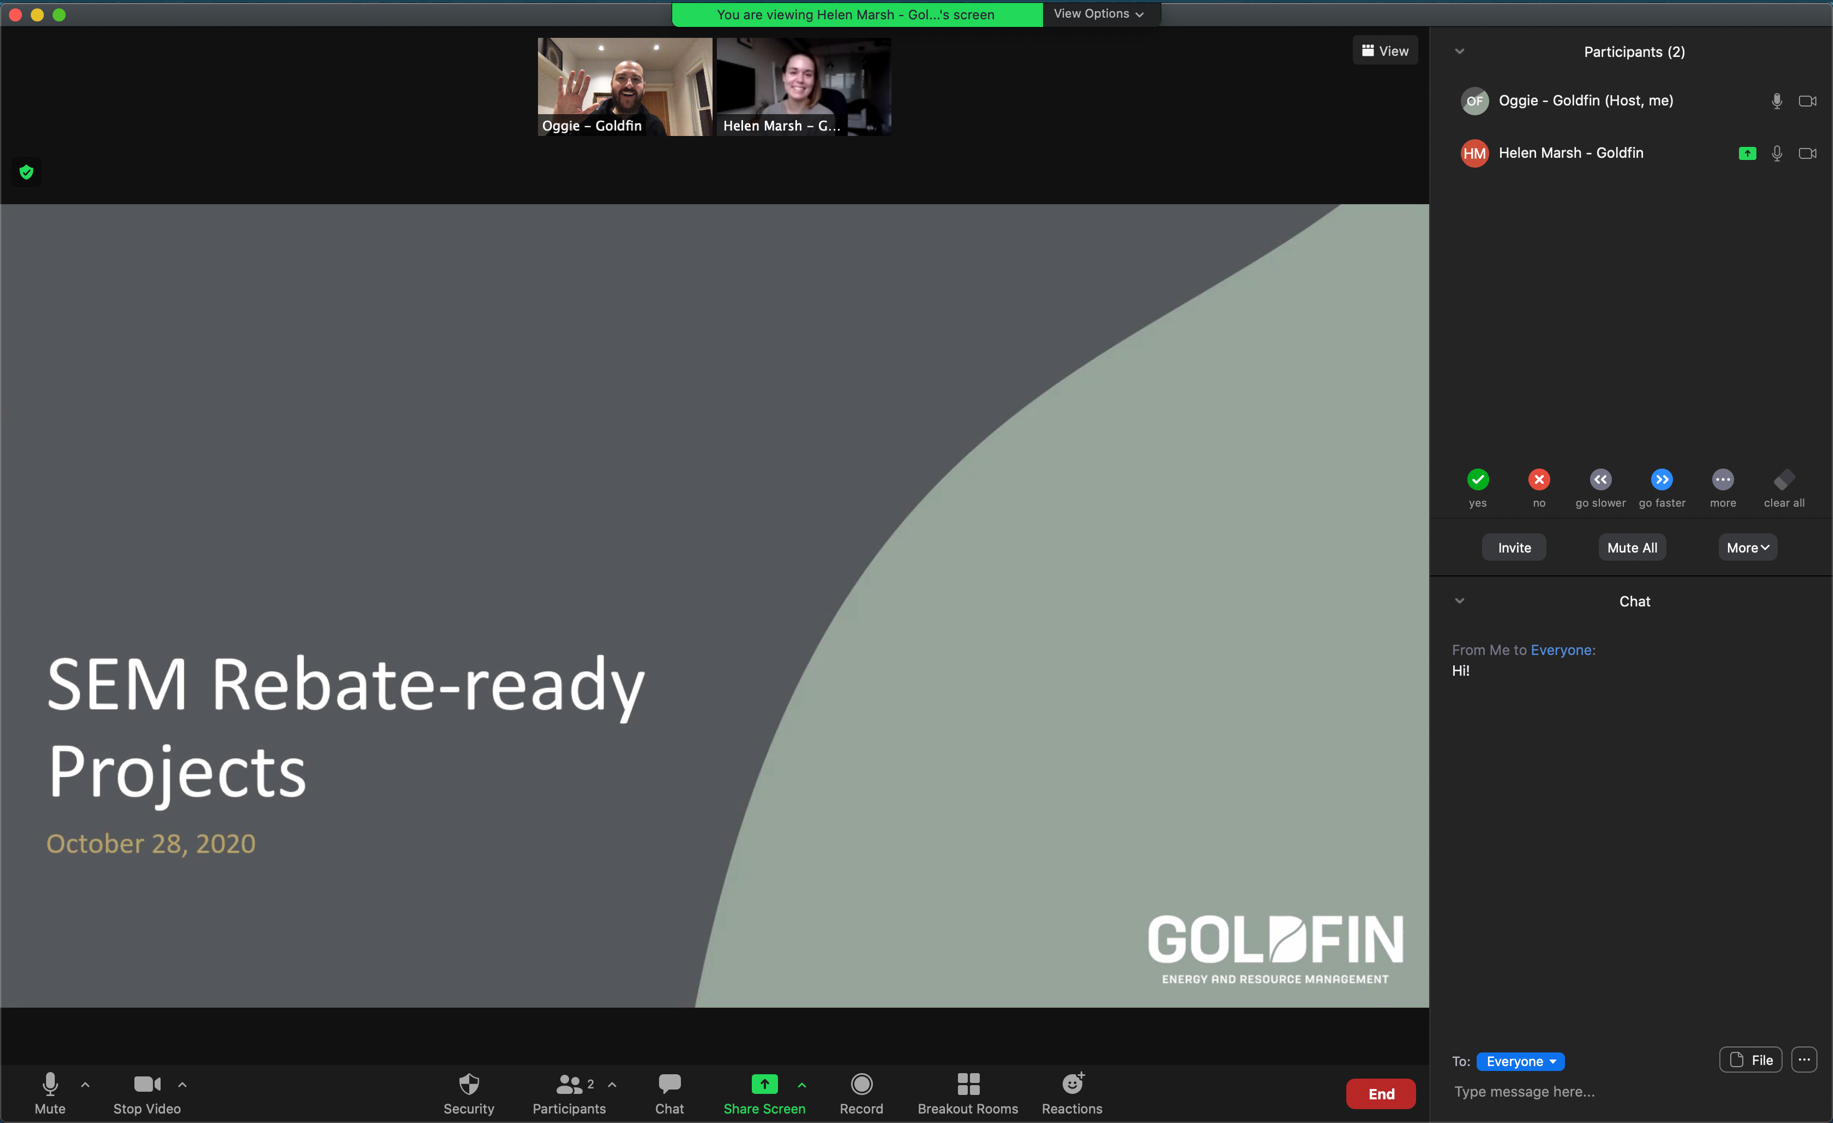 You are viewing Helen Marsh - Gol...'s screen
View Options
Oggie - Goldfin
Helen Marsh - G...
View
Participants (2)
OF
Oggie - Goldfin (Host, me)
HM
Helen Marsh - Goldfin
SEM Rebate-ready
Projects
October 28, 2020
GOLDFIN
ENERGY AND RESOURCE MANAGEMENT
yes
no
go slower
go faster
more
clear all
Invite
Mute All
More
Chat
From Me to Everyone:
Hi!
To: Everyone
File
Type message here...
Mute
Stop Video
Security
2
Participants
Chat
Share Screen
Record
Breakout Rooms
Reactions
End